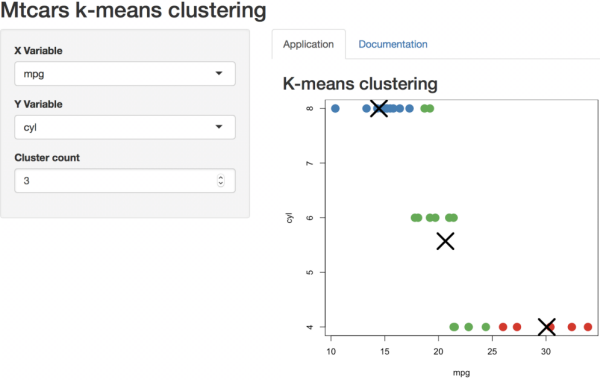 Mtcars k-means clustering
X Variable
mpg
Y Variable
cyl
Cluster count
3
Application
Documentation
K-means clustering
8
7
6
5
4
cyl
10 15 20 25 30
mpg